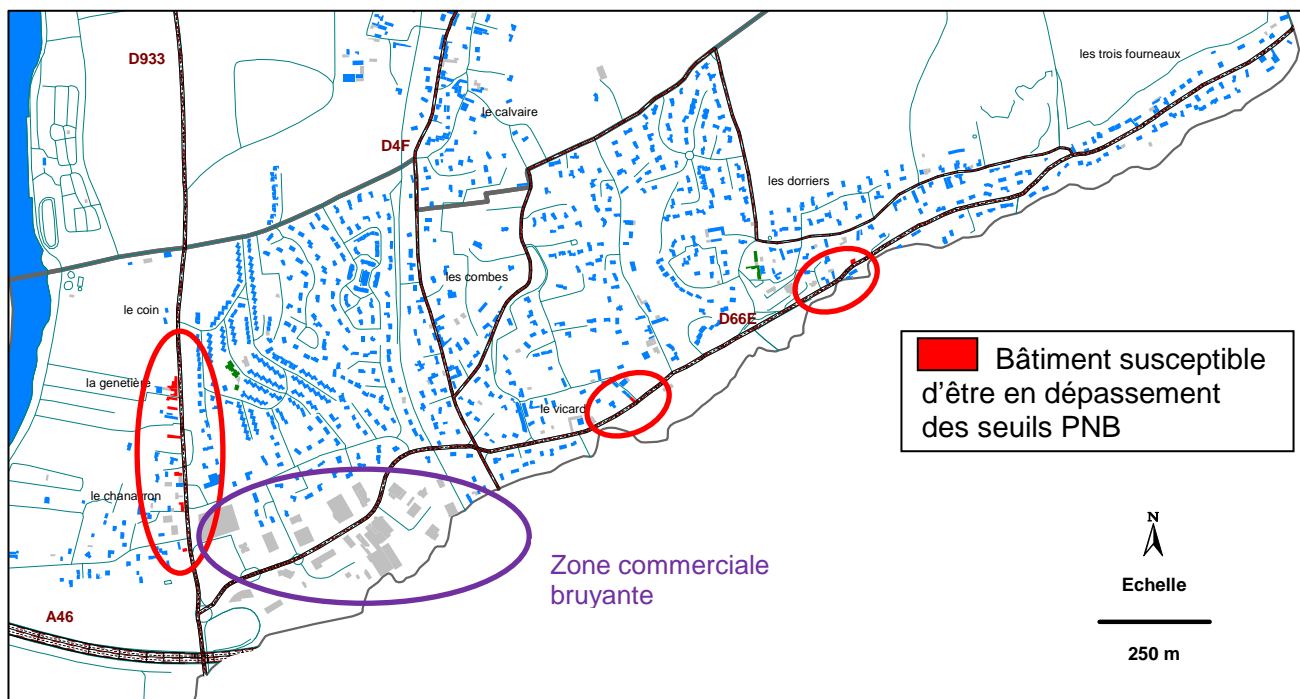 D933
les trois fourneaux
le calvaire
D4F
les dorriers
les combes
le coin
D66E
la genetière
le vicard
le chanavron
Bâtiment susceptible
d'être en dépassement
des seuils PNB
Zone commerciale
bruyante
N
Echelle
250 m
A46